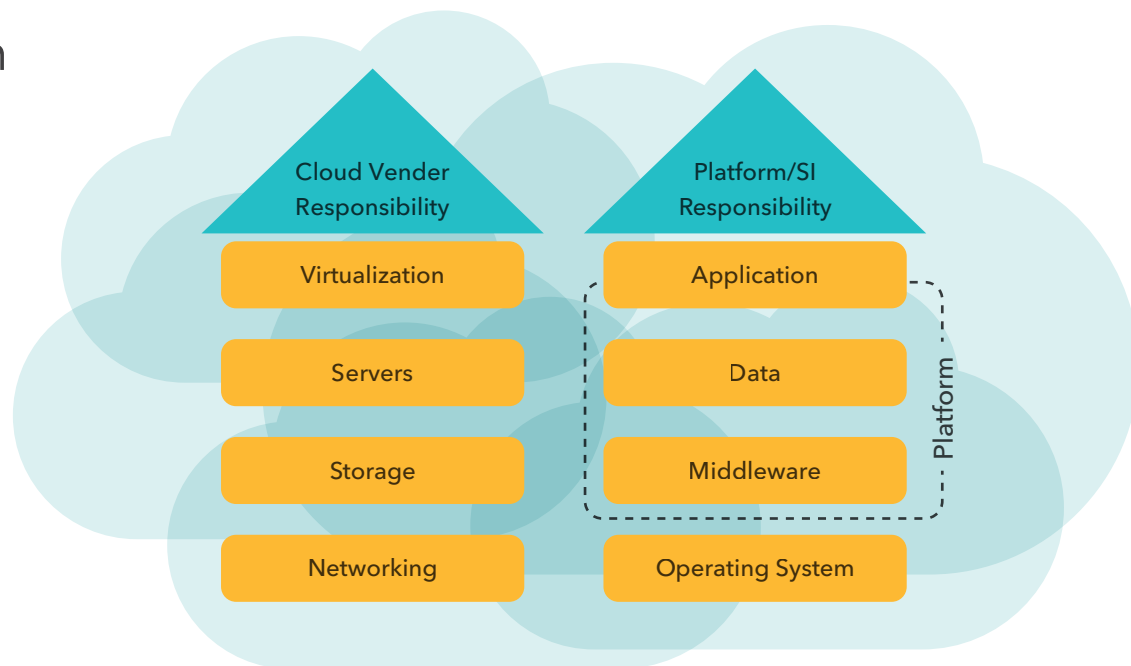 n
Cloud Vender
Responsibility
Virtualization
Servers
Storage
Networking
Platform/SI
Responsibility
Application
Data
Middleware
Operating System
Platform